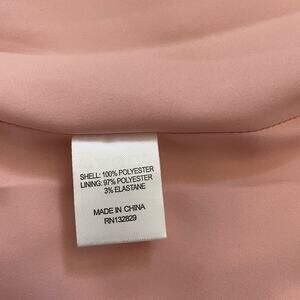 SHELL: 100% POLYESTER
LINING: 97% POLYESTER
3% ELASTANE
MADE IN CHINA
RN132829